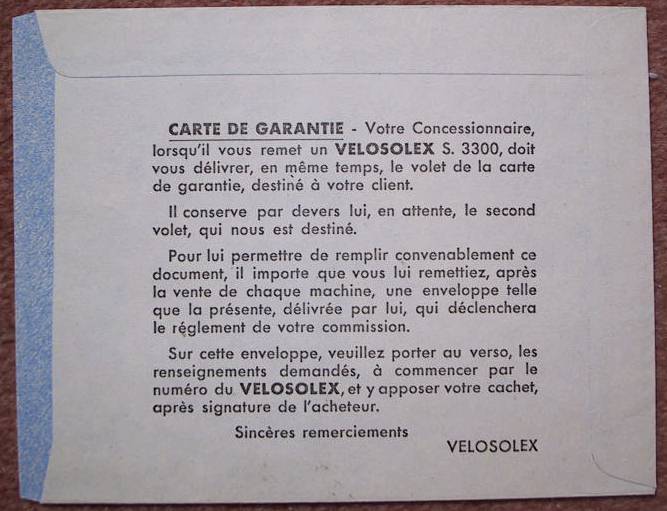 CARTE DE GARANTIE - Votre Concessionnaire,
lorsqu'il vous remet un VELOSOLEX S. 3300, doit
vous délivrer, en même temps, le volet de la carte
de garantie, destiné à votre client.
Il conserve par devers lui, en attente, le second
volet, qui nous est destiné.
Pour lui permettre de remplir convenablement ce
document, il importe que vous lui remettiez, après
la vente de chaque machine, une enveloppe telle
que la présente, délivrée par lui, qui déclenchera
le réglement de votre commission.
Sur cette enveloppe, veuillez porter au verso, les
renseignements demandés, à commencer par le
numéro du VELOSOLEX, et y apposer votre cachet,
après signature de l'acheteur.
Sincères remerciements
VELOSOLEX